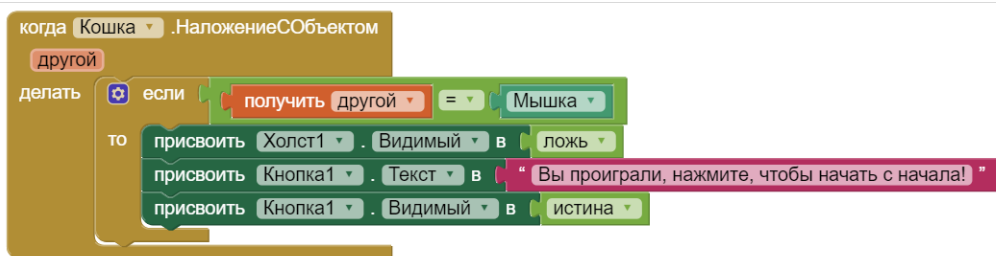 когда Кошка .НаложениеСОбъектом
другой
делать если получить другой = Мышка
то присвоить Холст1 . Видимый в ложь
присвоить Кнопка1 . Текст в “ Вы проиграли, нажмите, чтобы начать с начала! ”
присвоить Кнопка1 . Видимый в истина